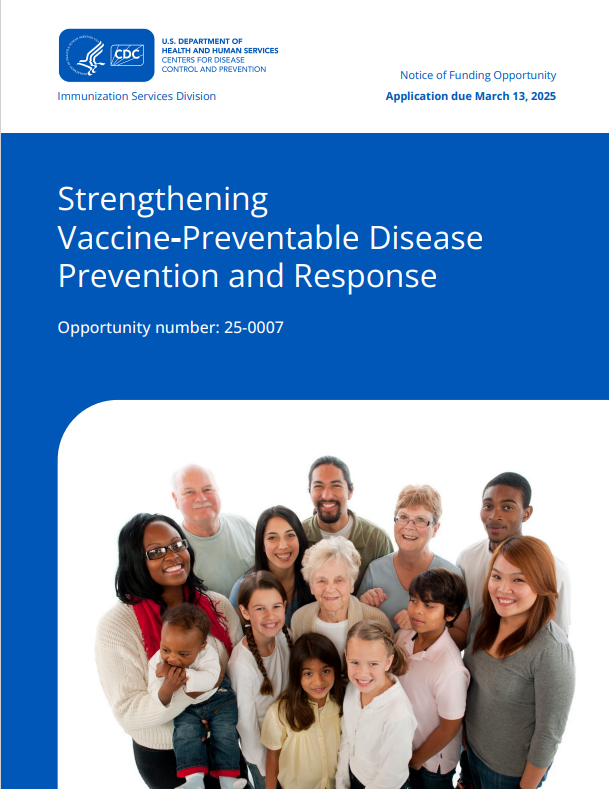 CDC
U.S. DEPARTMENT OF
HEALTH AND HUMAN SERVICES
CENTERS FOR DISEASE
CONTROL AND PREVENTION
Immunization Services Division
Notice of Funding Opportunity
Application due March 13, 2025
Strengthening
Vaccine-Preventable Disease
Prevention and Response
Opportunity number: 25-0007